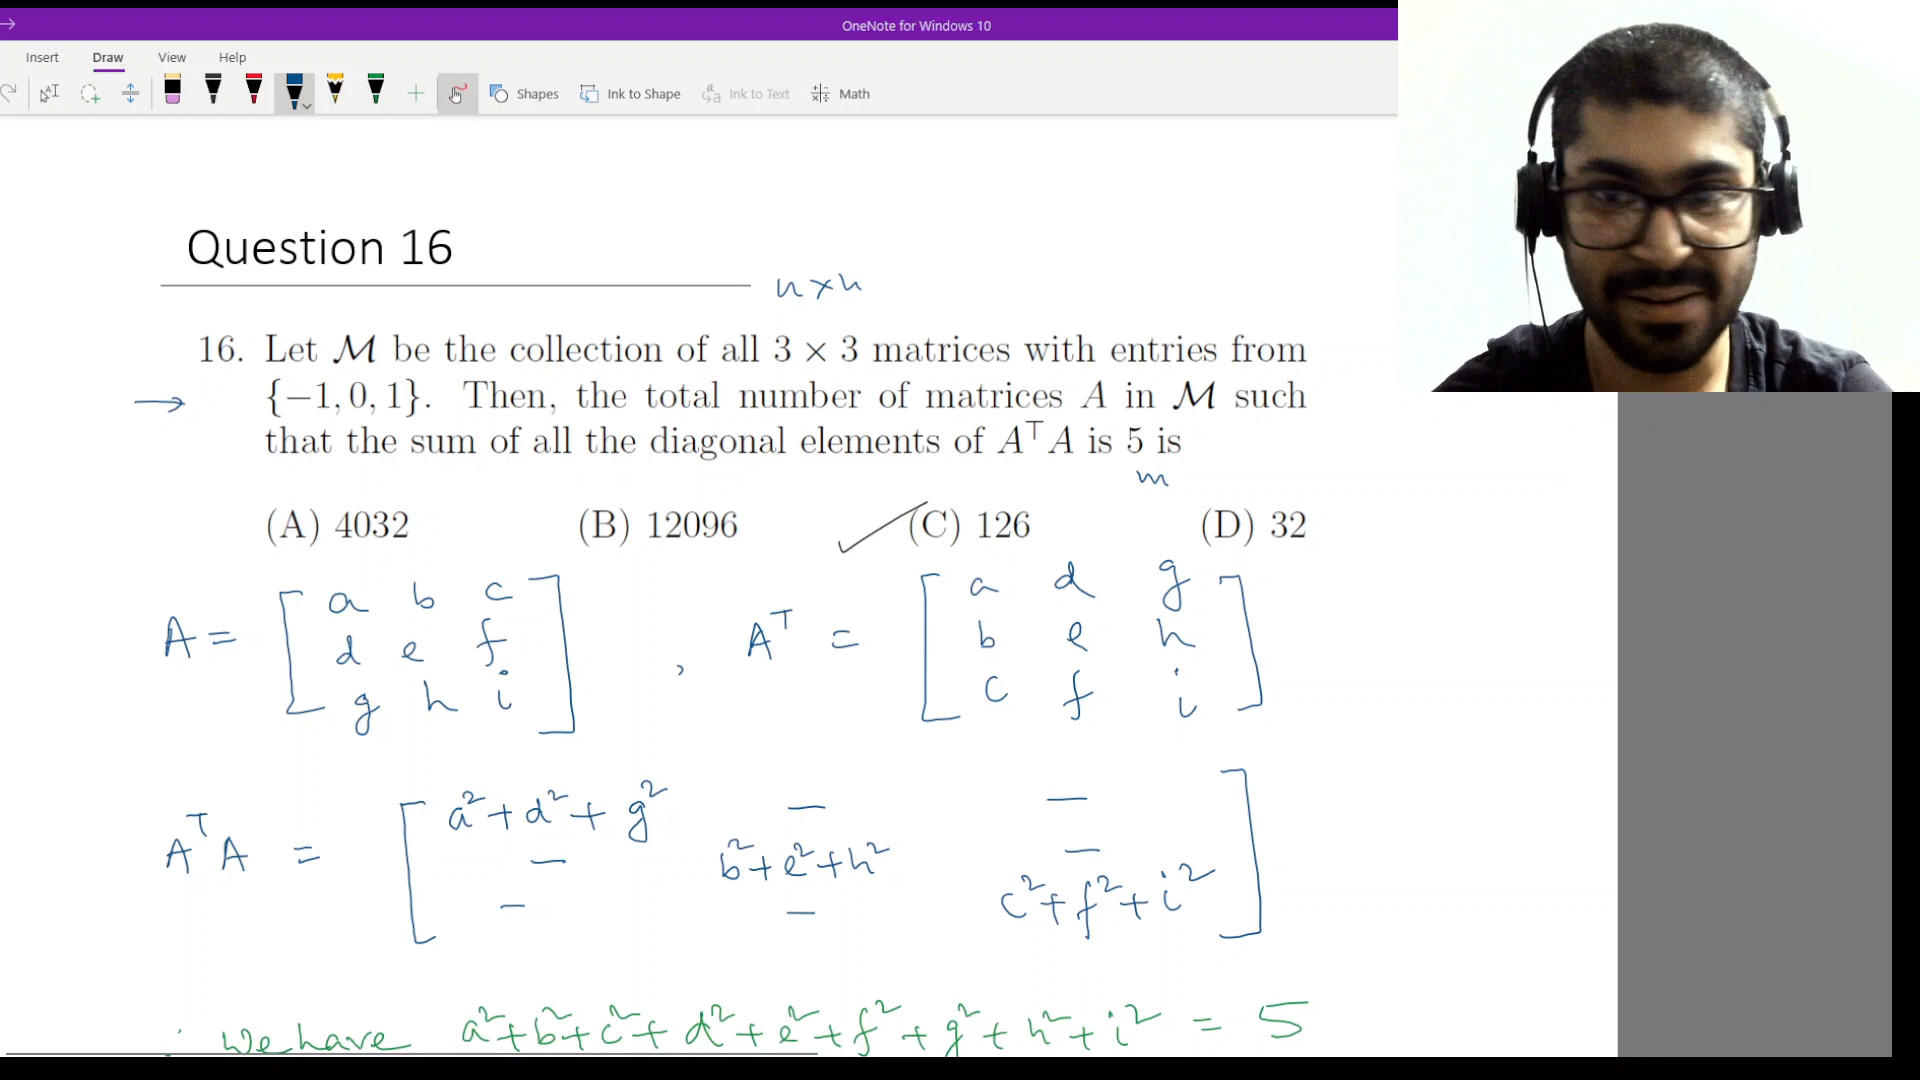 OneNote for Windows 10
Insert Draw View Help
Shapes Ink to Shape Ink to Text Math
Question 16
n×n
16. Let ℳ be the collection of all 3 × 3 matrices with entries from
→ {−1, 0, 1}. Then, the total number of matrices A in ℳ such
that the sum of all the diagonal elements of A⊤A is 5 is
m
(A) 4032 (B) 12096 ✓ (C) 126 (D) 32
A = [ a b c
d e f
g h i ] , Aᵀ = [ a d g
b e h
c f i ]
AᵀA = [ a²+d²+g² — —
— b²+e²+h² —
— — c²+f²+i² ]
We have a²+b²+c²+d²+e²+f²+g²+h²+i² = 5